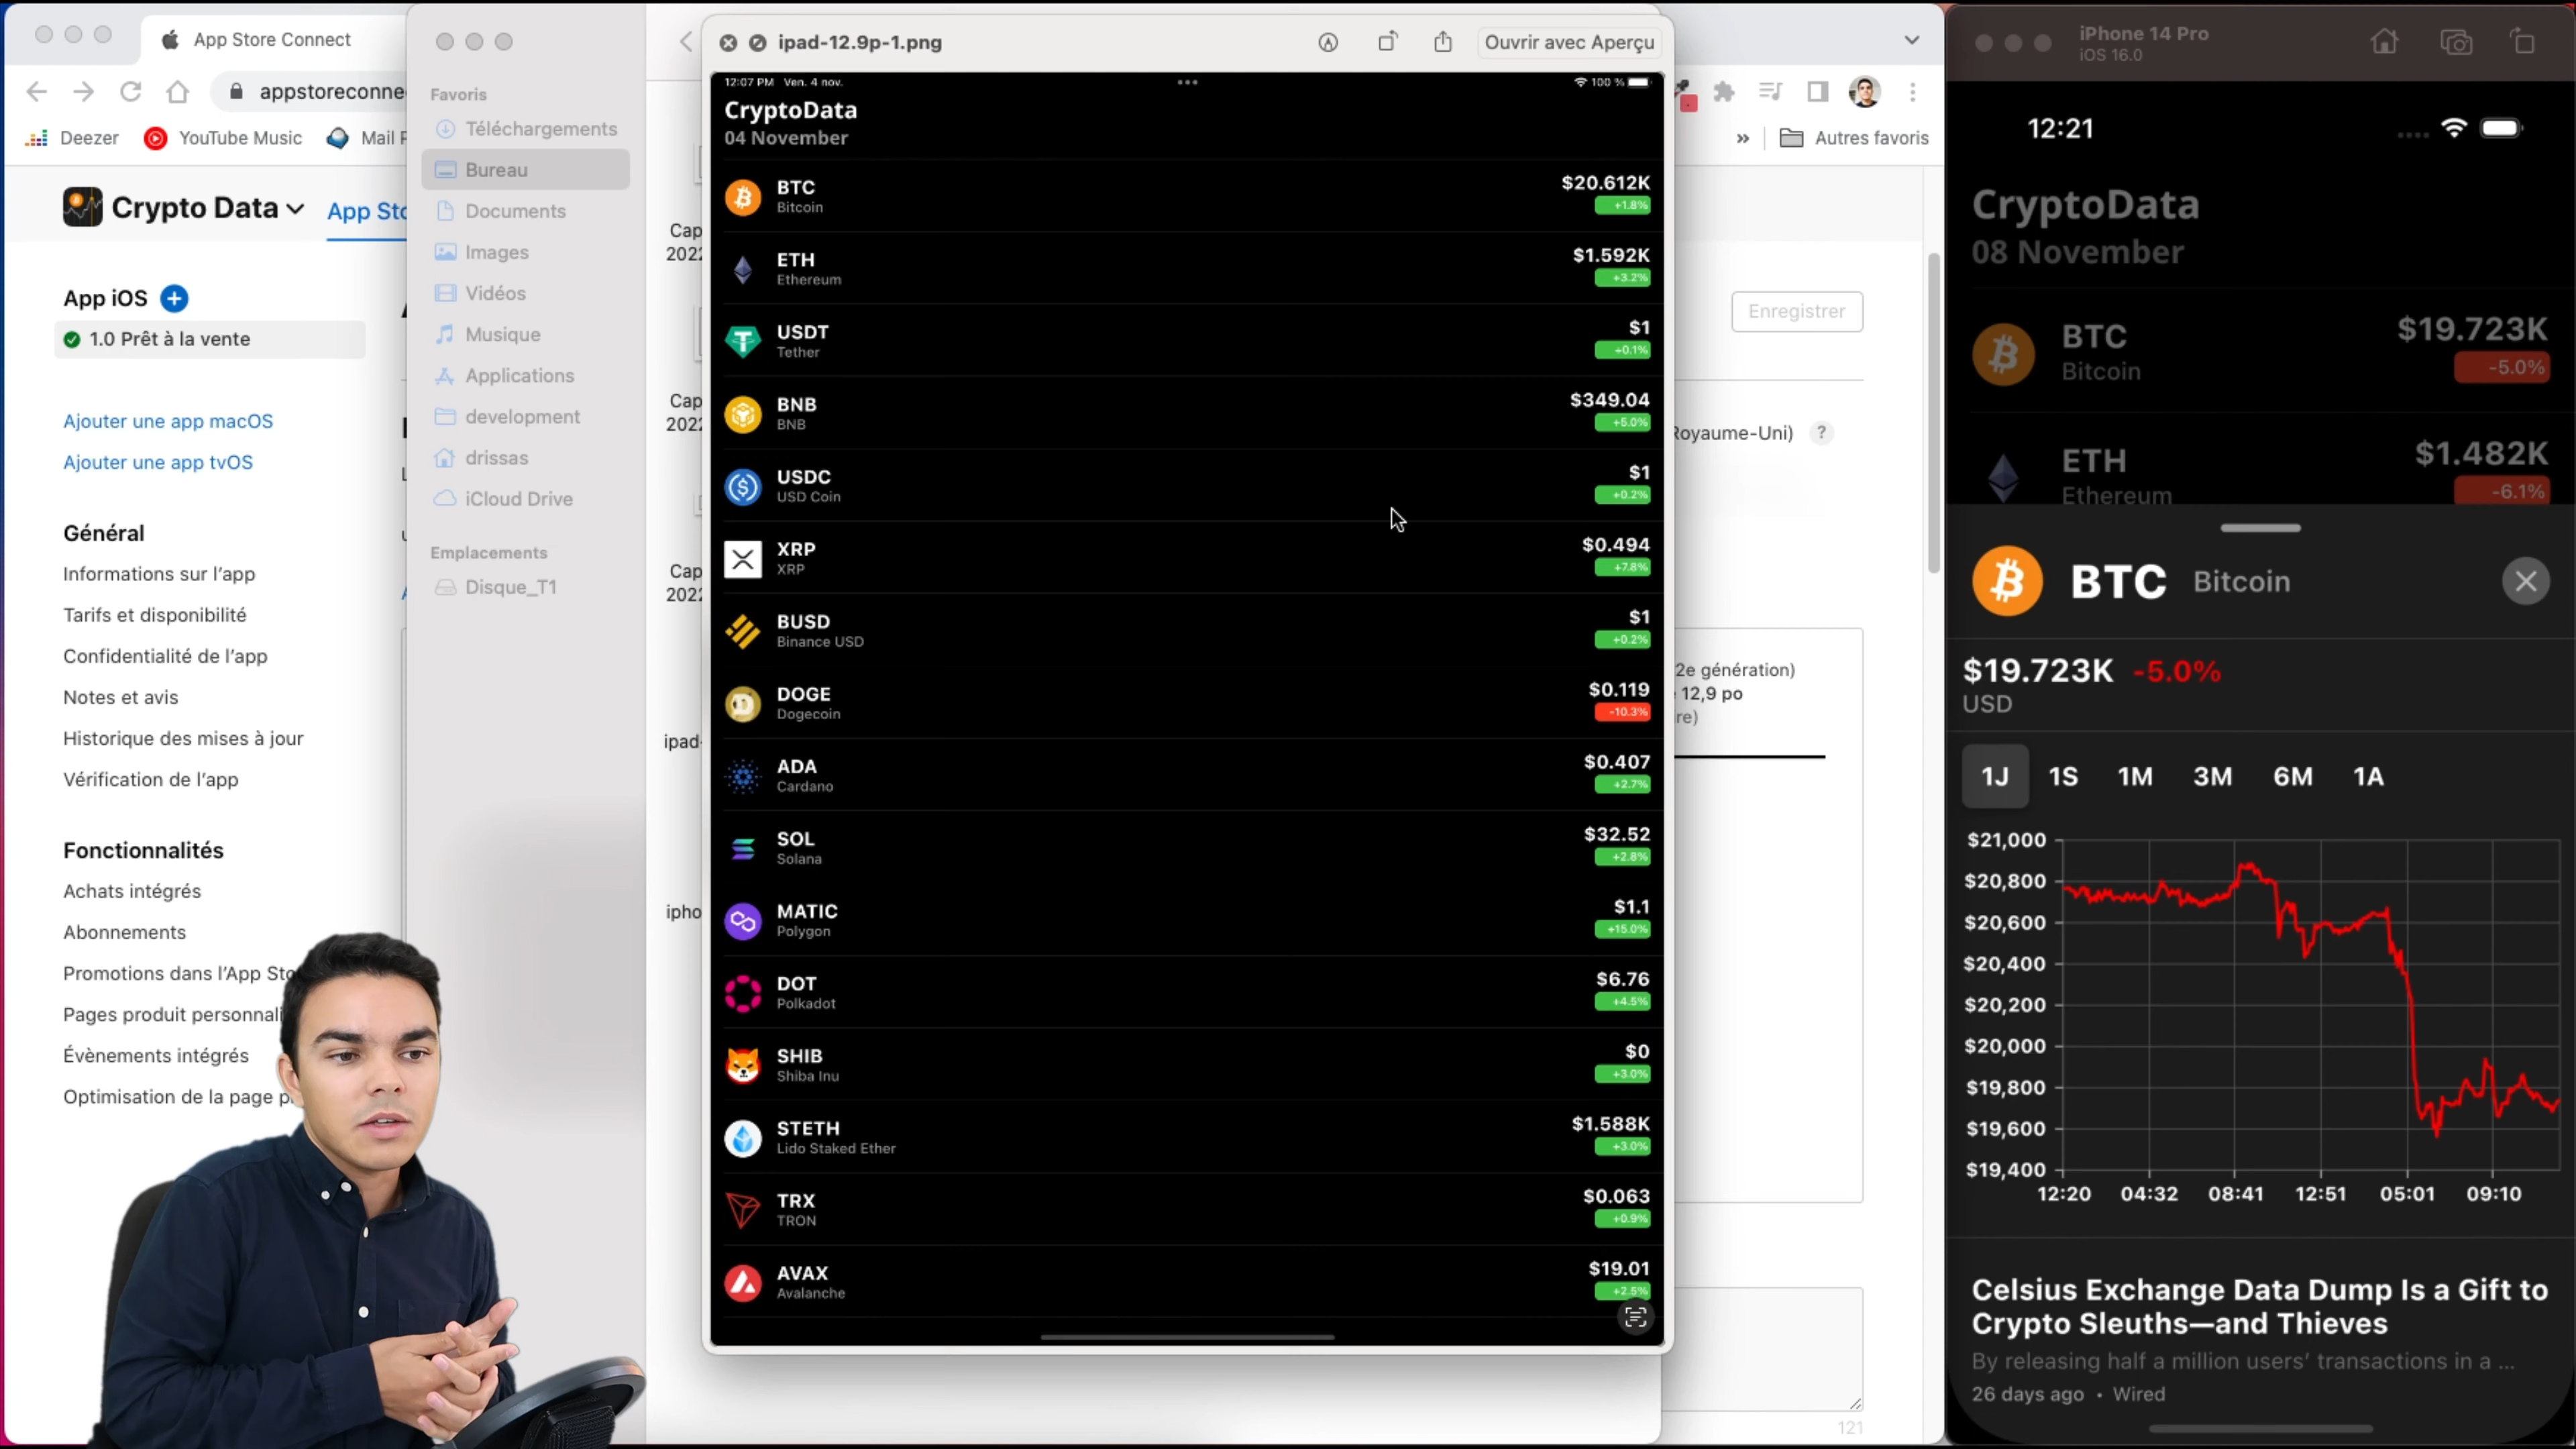 App Store Connect
appstoreconne
Deezer
YouTube Music
Mail P
Crypto Data
App Sto
App iOS
1.0 Prêt à la vente
Ajouter une app macOS
Ajouter une app tvOS
Général
Informations sur l'app
Tarifs et disponibilité
Confidentialité de l'app
Notes et avis
Historique des mises à jour
Vérification de l'app
Fonctionnalités
Achats intégrés
Abonnements
Promotions dans l'App Sto
Pages produit personnali
Évènements intégrés
Optimisation de la page p
Favoris
Téléchargements
Bureau
Documents
Images
Vidéos
Musique
Applications
development
drissas
iCloud Drive
Emplacements
Disque_T1
Cap
2022
Cap
2022
Cap
2022
ipad-
ipho
ipad-12.9p-1.png
Ouvrir avec Aperçu
12:07 PM Ven. 4 nov.
100 %
CryptoData
04 November
BTC
Bitcoin
$20.612K
+1.8%
ETH
Ethereum
$1.592K
+3.2%
USDT
Tether
$1
+0.1%
BNB
BNB
$349.04
+5.0%
USDC
USD Coin
$1
+0.2%
XRP
XRP
$0.494
+7.8%
BUSD
Binance USD
$1
+0.2%
DOGE
Dogecoin
$0.119
-10.3%
ADA
Cardano
$0.407
+2.7%
SOL
Solana
$32.52
+2.8%
MATIC
Polygon
$1.1
+15.0%
DOT
Polkadot
$6.76
+4.5%
SHIB
Shiba Inu
$0
+3.0%
STETH
Lido Staked Ether
$1.588K
+3.0%
TRX
TRON
$0.063
+0.9%
AVAX
Avalanche
$19.01
+2.5%
Autres favoris
Enregistrer
Royaume-Uni) ?
2e génération)
12,9 po
re)
121
iPhone 14 Pro
iOS 16.0
12:21
CryptoData
08 November
BTC
Bitcoin
$19.723K
-5.0%
ETH
Ethereum
$1.482K
-6.1%
BTC Bitcoin
$19.723K -5.0%
USD
1J 1S 1M 3M 6M 1A
$21,000
$20,800
$20,600
$20,400
$20,200
$20,000
$19,800
$19,600
$19,400
12:20 04:32 08:41 12:51 05:01 09:10
Celsius Exchange Data Dump Is a Gift to
Crypto Sleuths—and Thieves
By releasing half a million users' transactions in a ...
26 days ago • Wired